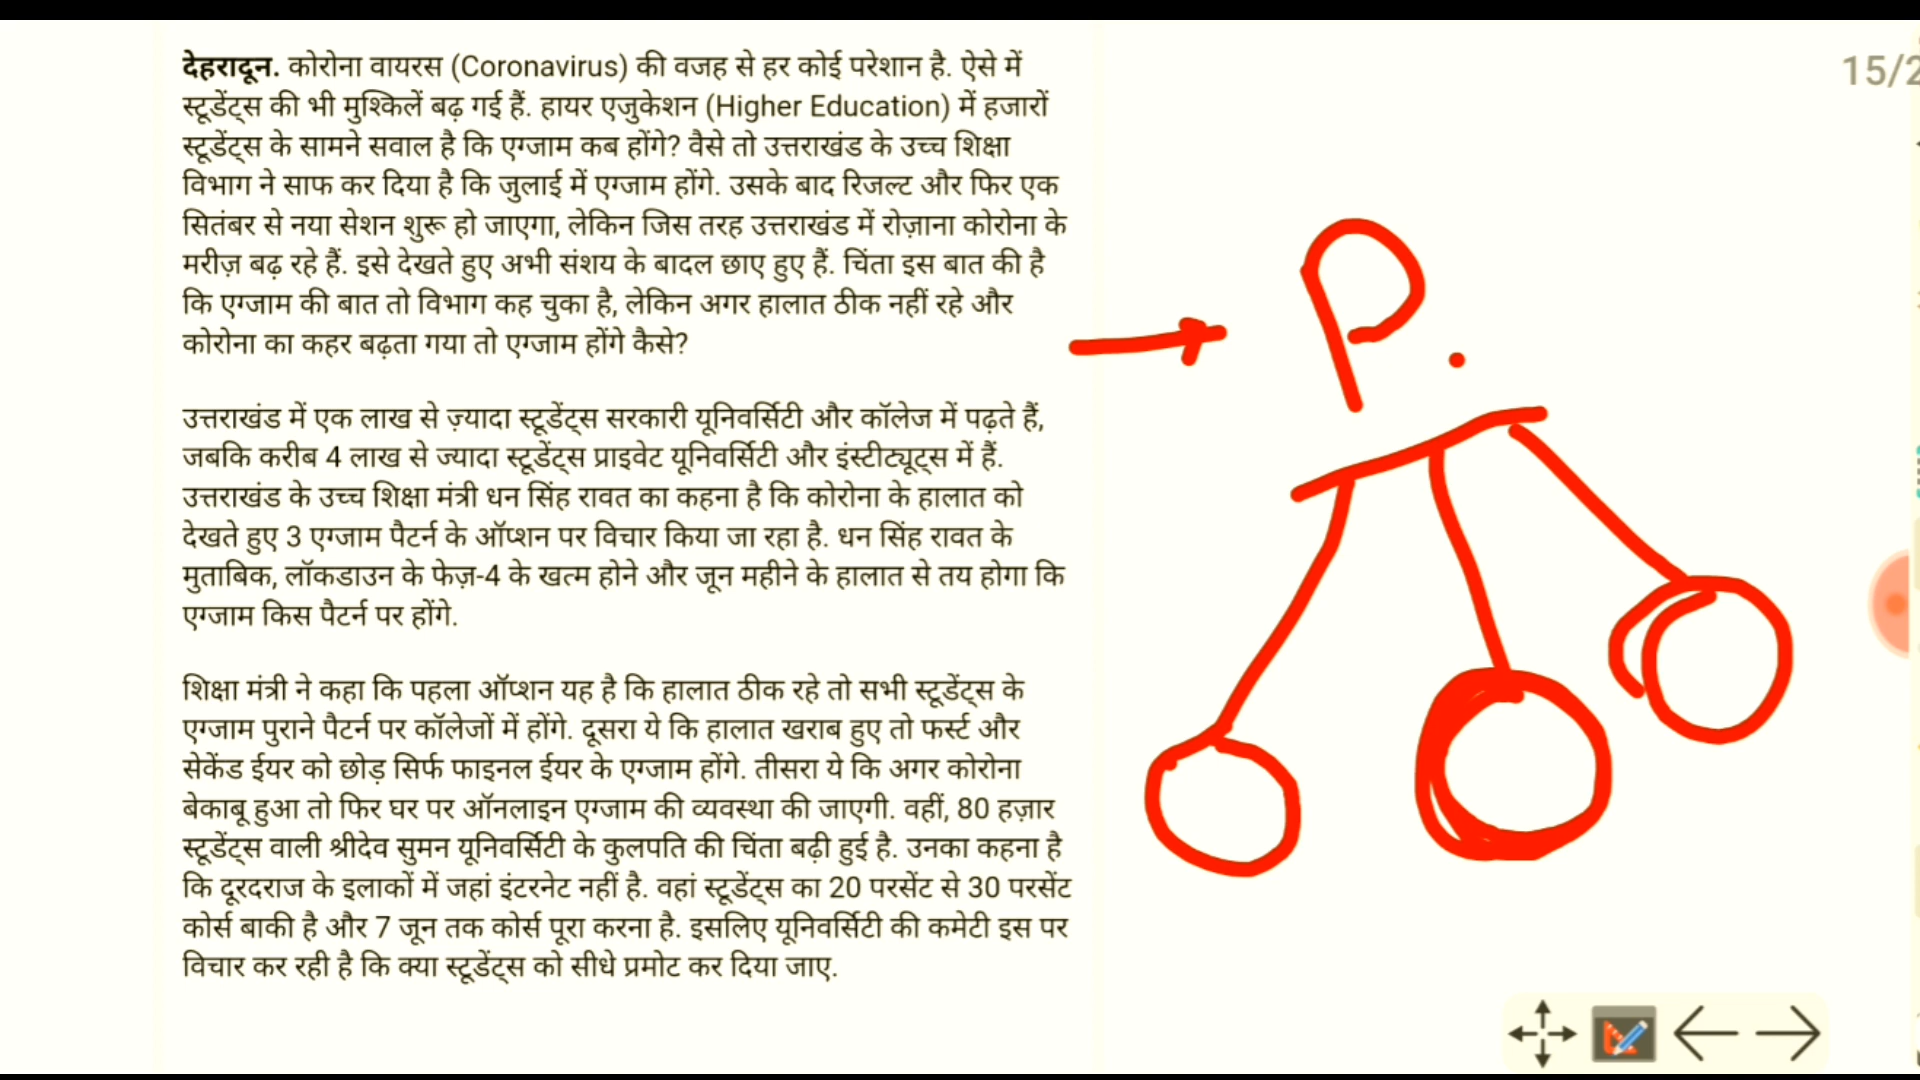 देहरादून. कोरोना वायरस (Coronavirus) की वजह से हर कोई परेशान है. ऐसे में
स्टूडेंट्स की भी मुश्किलें बढ़ गई हैं. हायर एजुकेशन (Higher Education) में हजारों
स्टूडेंट्स के सामने सवाल है कि एग्जाम कब होंगे? वैसे तो उत्तराखंड के उच्च शिक्षा
विभाग ने साफ कर दिया है कि जुलाई में एग्जाम होंगे. उसके बाद रिजल्ट और फिर एक
सितंबर से नया सेशन शुरू हो जाएगा, लेकिन जिस तरह उत्तराखंड में रोज़ाना कोरोना के
मरीज़ बढ़ रहे हैं. इसे देखते हुए अभी संशय के बादल छाए हुए हैं. चिंता इस बात की है
कि एग्जाम की बात तो विभाग कह चुका है, लेकिन अगर हालात ठीक नहीं रहे और
कोरोना का कहर बढ़ता गया तो एग्जाम होंगे कैसे?
उत्तराखंड में एक लाख से ज़्यादा स्टूडेंट्स सरकारी यूनिवर्सिटी और कॉलेज में पढ़ते हैं,
जबकि करीब 4 लाख से ज्यादा स्टूडेंट्स प्राइवेट यूनिवर्सिटी और इंस्टीट्यूट्स में हैं.
उत्तराखंड के उच्च शिक्षा मंत्री धन सिंह रावत का कहना है कि कोरोना के हालात को
देखते हुए 3 एग्जाम पैटर्न के ऑप्शन पर विचार किया जा रहा है. धन सिंह रावत के
मुताबिक, लॉकडाउन के फेज़-4 के खत्म होने और जून महीने के हालात से तय होगा कि
एग्जाम किस पैटर्न पर होंगे.
शिक्षा मंत्री ने कहा कि पहला ऑप्शन यह है कि हालात ठीक रहे तो सभी स्टूडेंट्स के
एग्जाम पुराने पैटर्न पर कॉलेजों में होंगे. दूसरा ये कि हालात खराब हुए तो फर्स्ट और
सेकेंड ईयर को छोड़ सिर्फ फाइनल ईयर के एग्जाम होंगे. तीसरा ये कि अगर कोरोना
बेकाबू हुआ तो फिर घर पर ऑनलाइन एग्जाम की व्यवस्था की जाएगी. वहीं, 80 हज़ार
स्टूडेंट्स वाली श्रीदेव सुमन यूनिवर्सिटी के कुलपति की चिंता बढ़ी हुई है. उनका कहना है
कि दूरदराज के इलाकों में जहां इंटरनेट नहीं है. वहां स्टूडेंट्स का 20 परसेंट से 30 परसेंट
कोर्स बाकी है और 7 जून तक कोर्स पूरा करना है. इसलिए यूनिवर्सिटी की कमेटी इस पर
विचार कर रही है कि क्या स्टूडेंट्स को सीधे प्रमोट कर दिया जाए.
P.
15/2